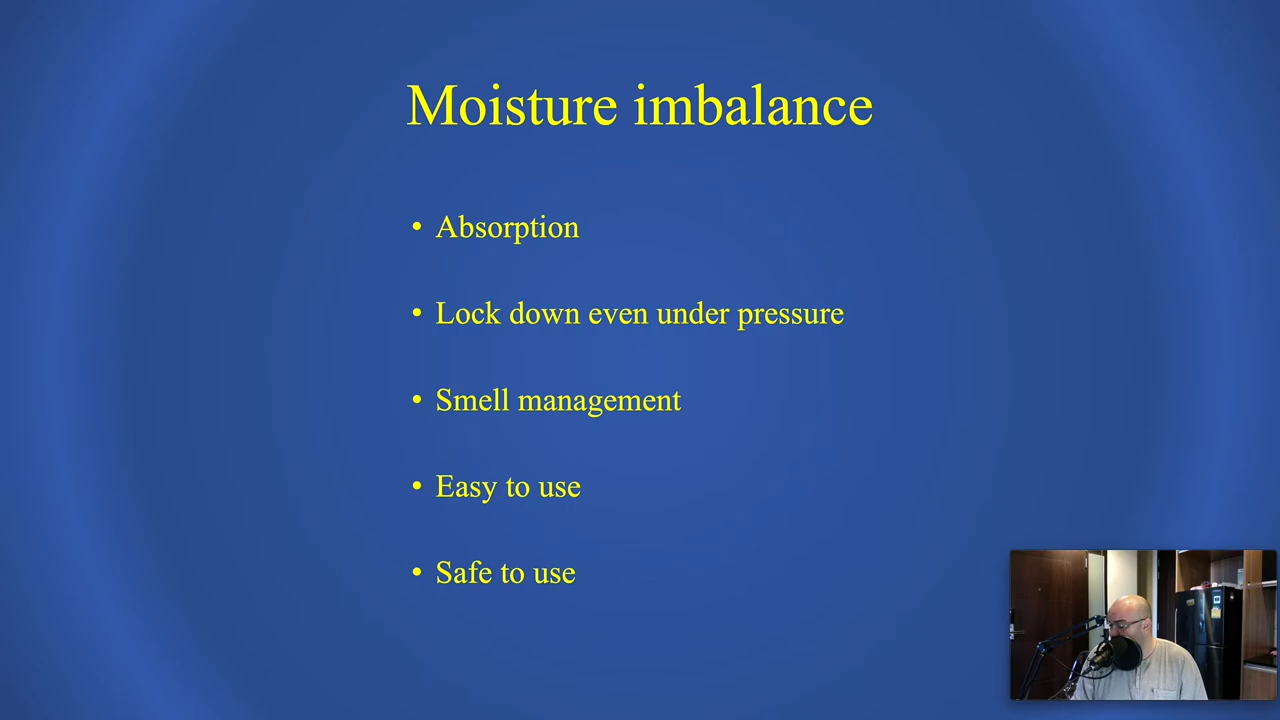 Moisture imbalance
• Absorption
• Lock down even under pressure
• Smell management
• Easy to use
• Safe to use